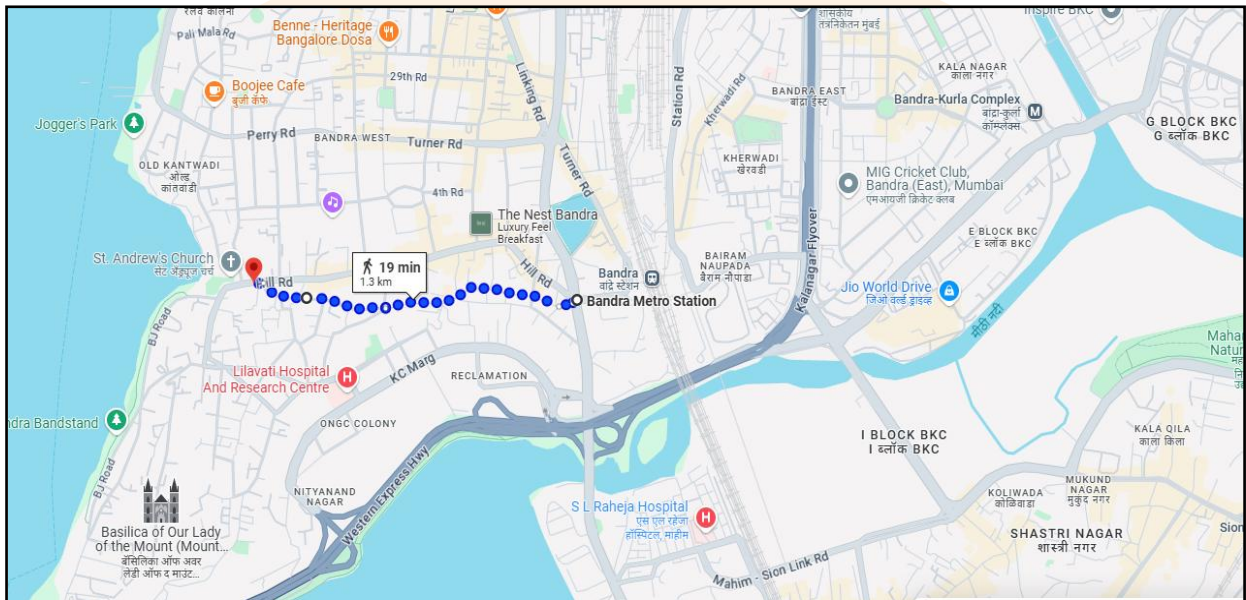 रेलवे कॉलनी
Pali Mala Rd
Benne - Heritage
Bangalore Dosa
Linking Rd
Station Rd
शासकीय
तंत्रनिकेतन मुंबई
Inspire BKC
29th Rd
Boojee Cafe
बुजी कॅफे
Kherwadi Rd
BANDRA EAST
बांद्रा ईस्ट
KALA NAGAR
काला नगर
Bandra-Kurla Complex
बांद्रा-कुर्ला
कॉम्प्लेक्स
M
G BLOCK BKC
G ब्लॉक BKC
Jogger's Park
Perry Rd
BANDRA WEST
Turner Rd
OLD KANTWADI
ओल्ड
कांतवाडी
Turner Rd
KHERWADI
खेरवडी
MIG Cricket Club,
Bandra (East), Mumbai
एमआयजी क्रिकेट क्लब
4th Rd
The Nest Bandra
Luxury Feel
Breakfast
E BLOCK BKC
E ब्लॉक BKC
St. Andrew's Church
सेंट अँड्र्यूज चर्च
Hill Rd
19 min
1.3 km
Hill Rd
Bandra
वांद्रे स्टेशन
BAIRAM
NAUPADA
बैराम नौपाडा
Kalanagar Flyover
Jio World Drive
जिओ वर्ल्ड ड्राइव्ह
मीठी नदी
Bandra Metro Station
BJ Road
Lilavati Hospital
And Research Centre
H
KC Marg
RECLAMATION
ndra Bandstand
ONGC COLONY
I BLOCK BKC
I ब्लॉक BKC
KALA QILA
काला किला
BJ Road
Western Express Hwy
NITYANAND
NAGAR
S L Raheja Hospital
एस एल रहेजा
हॉस्पिटल, माहीम
H
KOLIWADA
कोळिवाडा
MUKUND
NAGAR
मुकुंद नगर
Basilica of Our Lady
of the Mount (Mount...
बॅसिलिका ऑफ अवर
लेडी ऑफ द माउंट...
Mahim - Sion Link Rd
SHASTRI NAGAR
शास्त्री नगर
Sion